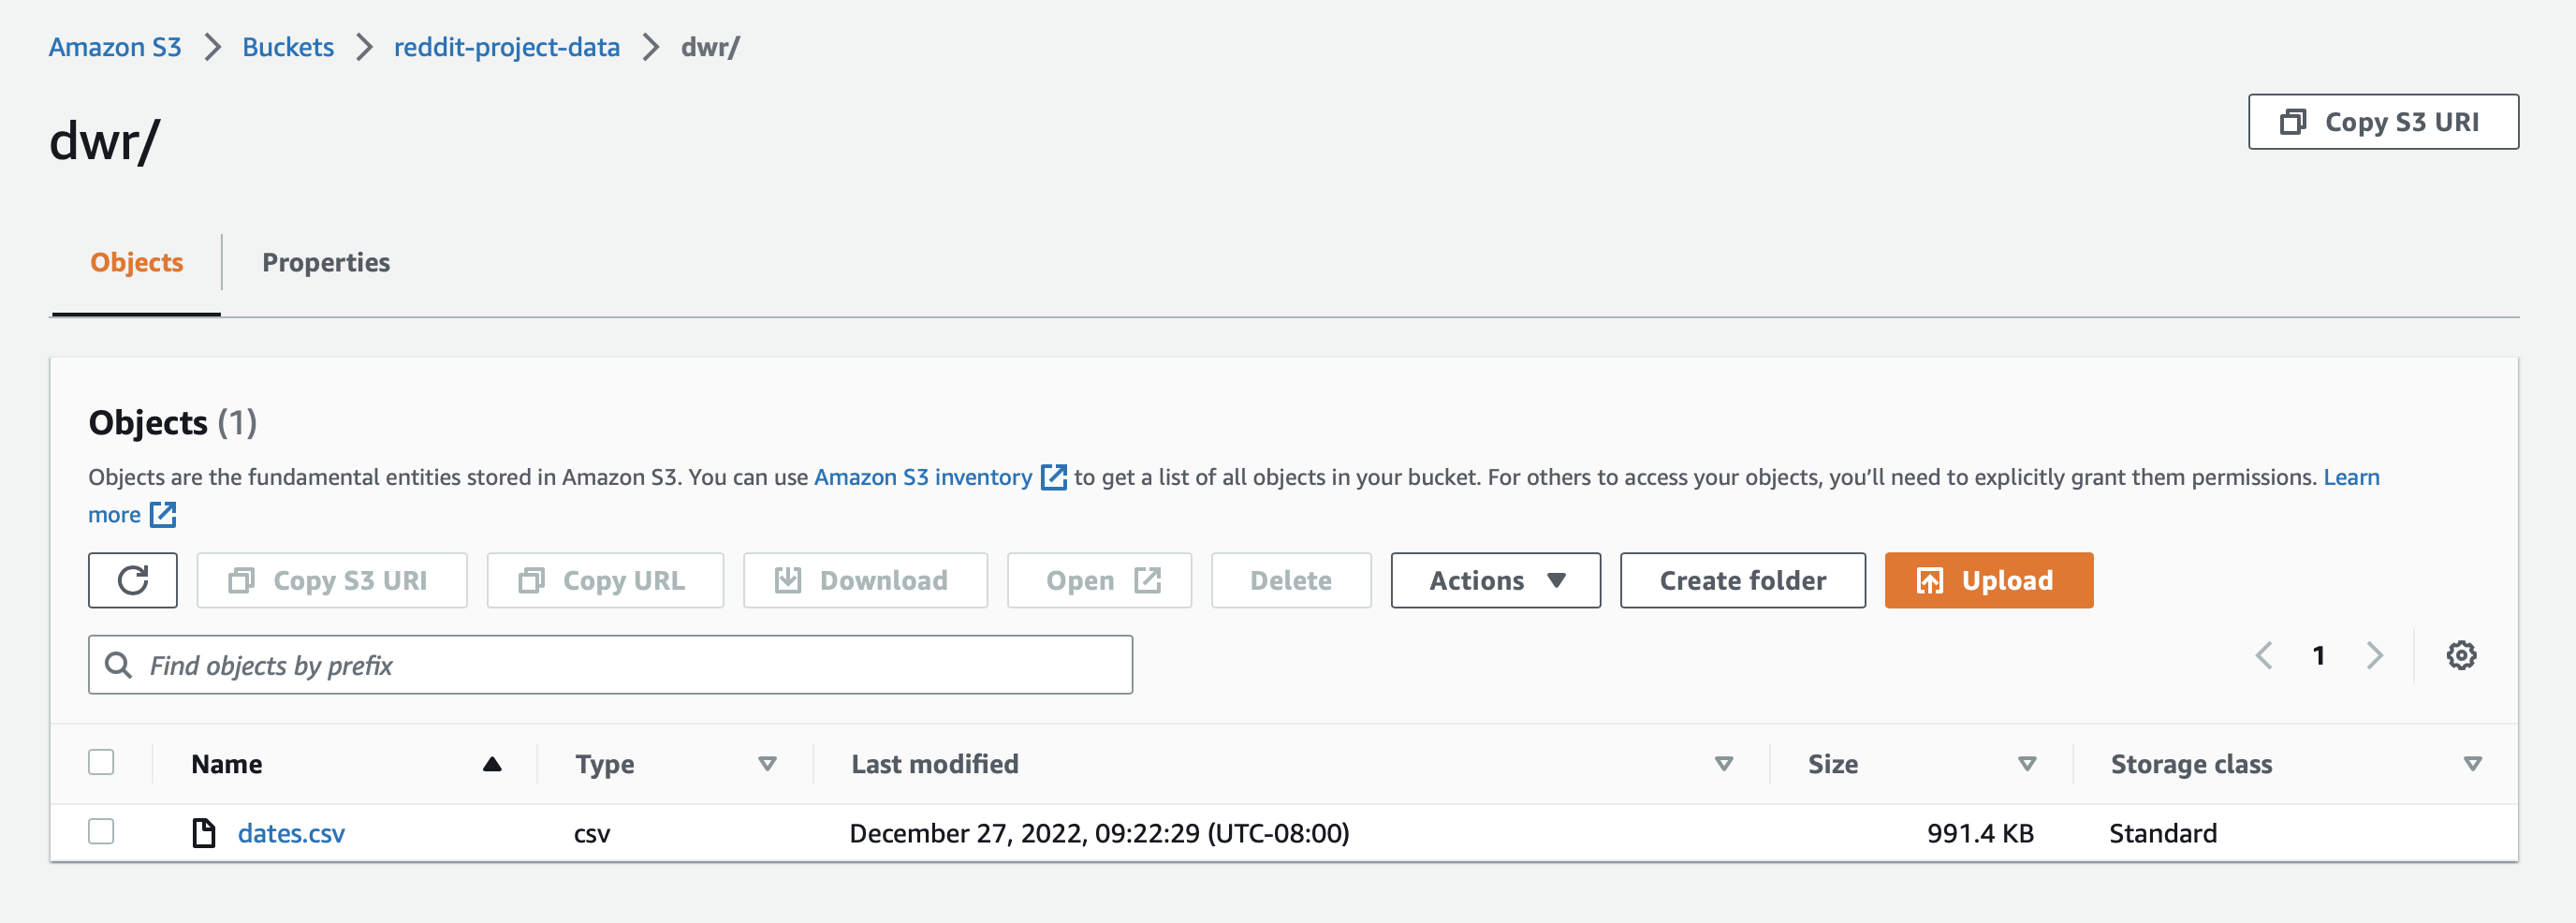 Amazon S3 Buckets reddit-project-data dwr/
dwr/
Copy S3 URI
Objects Properties
Objects (1)
Objects are the fundamental entities stored in Amazon S3. You can use Amazon S3 inventory to get a list of all objects in your bucket. For others to access your objects, you’ll need to explicitly grant them permissions. Learn
more
Copy S3 URI Copy URL Download Open Delete Actions Create folder Upload
Find objects by prefix
1
Name Type Last modified Size Storage class
dates.csv csv December 27, 2022, 09:22:29 (UTC-08:00) 991.4 KB Standard